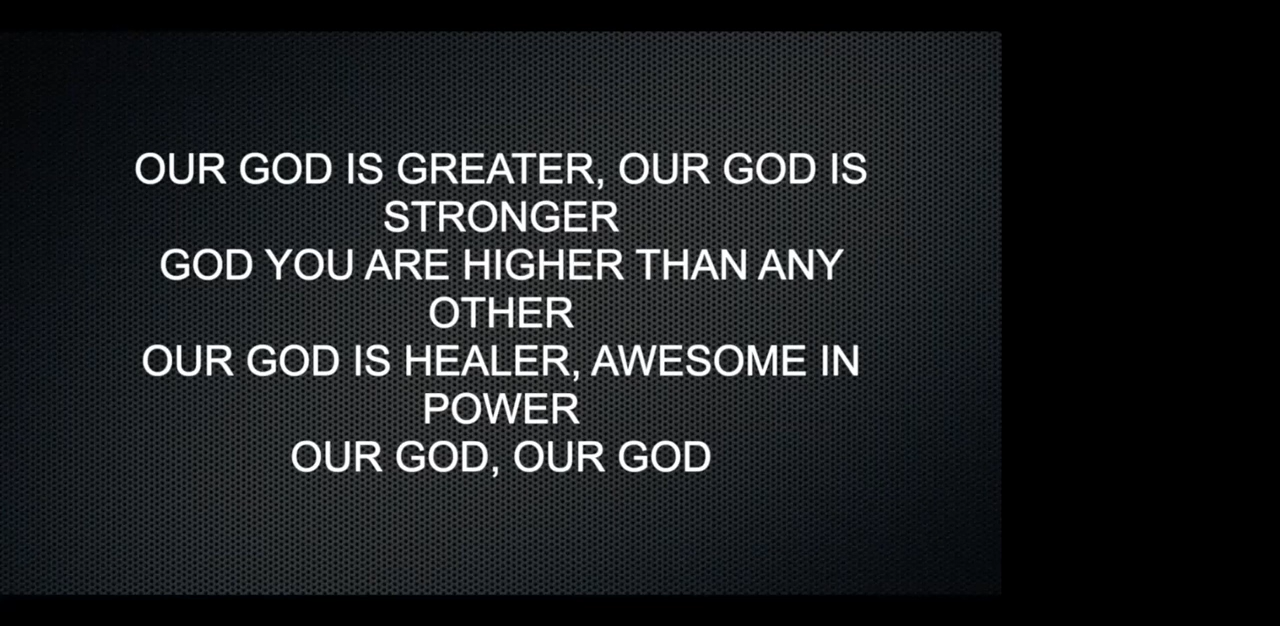 OUR GOD IS GREATER, OUR GOD IS
STRONGER
GOD YOU ARE HIGHER THAN ANY
OTHER
OUR GOD IS HEALER, AWESOME IN
POWER
OUR GOD, OUR GOD